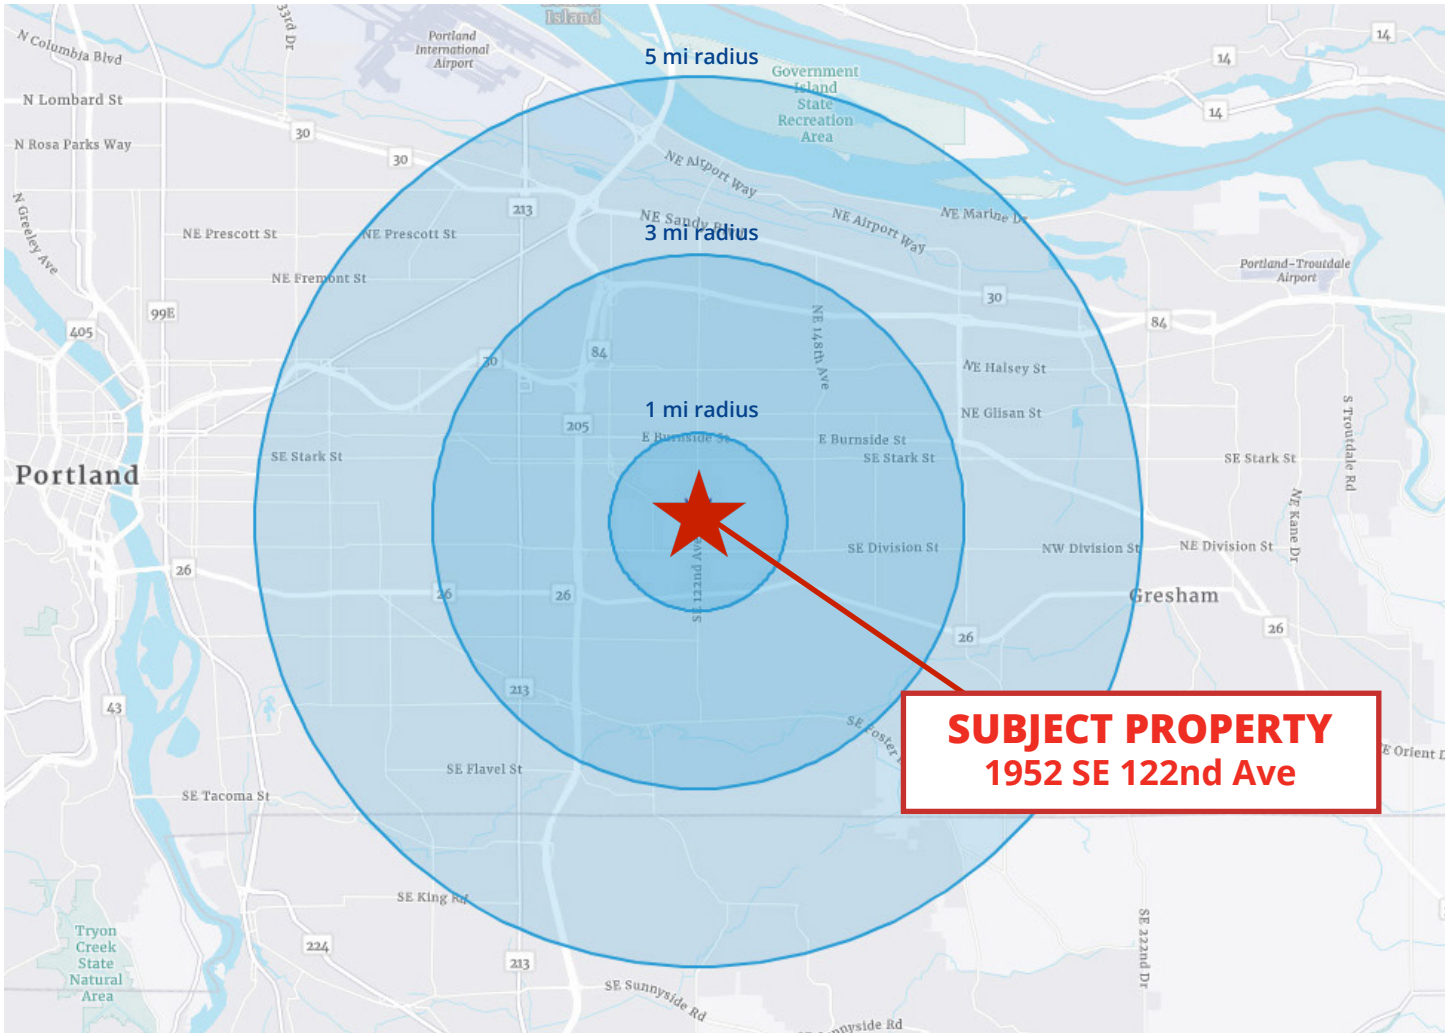 Island
14
33rd Dr
N Columbia Blvd
Portland
International
Airport
5 mi radius
14
Government
Island
State
Recreation
Area
N Lombard St
14
30
N Rosa Parks Way
30
NE Airport Way
213
N Greeley Ave
NE Sandy Blvd
NE Airport Way
NE Marine Dr
NE Prescott St
NE Prescott St
3 mi radius
NE Fremont St
Portland-Troutdale
Airport
30
99E
405
84
NE 148th Ave
84
30
NE Halsey St
1 mi radius
NE Glisan St
205
S Troutdale Rd
E Burnside St
E Burnside St
SE Stark St
SE Stark St
SE Stark St
Portland
NE Kane Dr
SE Division St
NW Division St
NE Division St
26
SE 122nd Ave
26
26
Gresham
26
26
213
43
SE Foster
SUBJECT PROPERTY
1952 SE 122nd Ave
SE Orient D
SE Flavel St
SE Tacoma St
SE King Rd
SE 222nd Dr
Tryon
Creek
State
Natural
Area
224
213
SE Sunnyside Rd
nnyside Rd